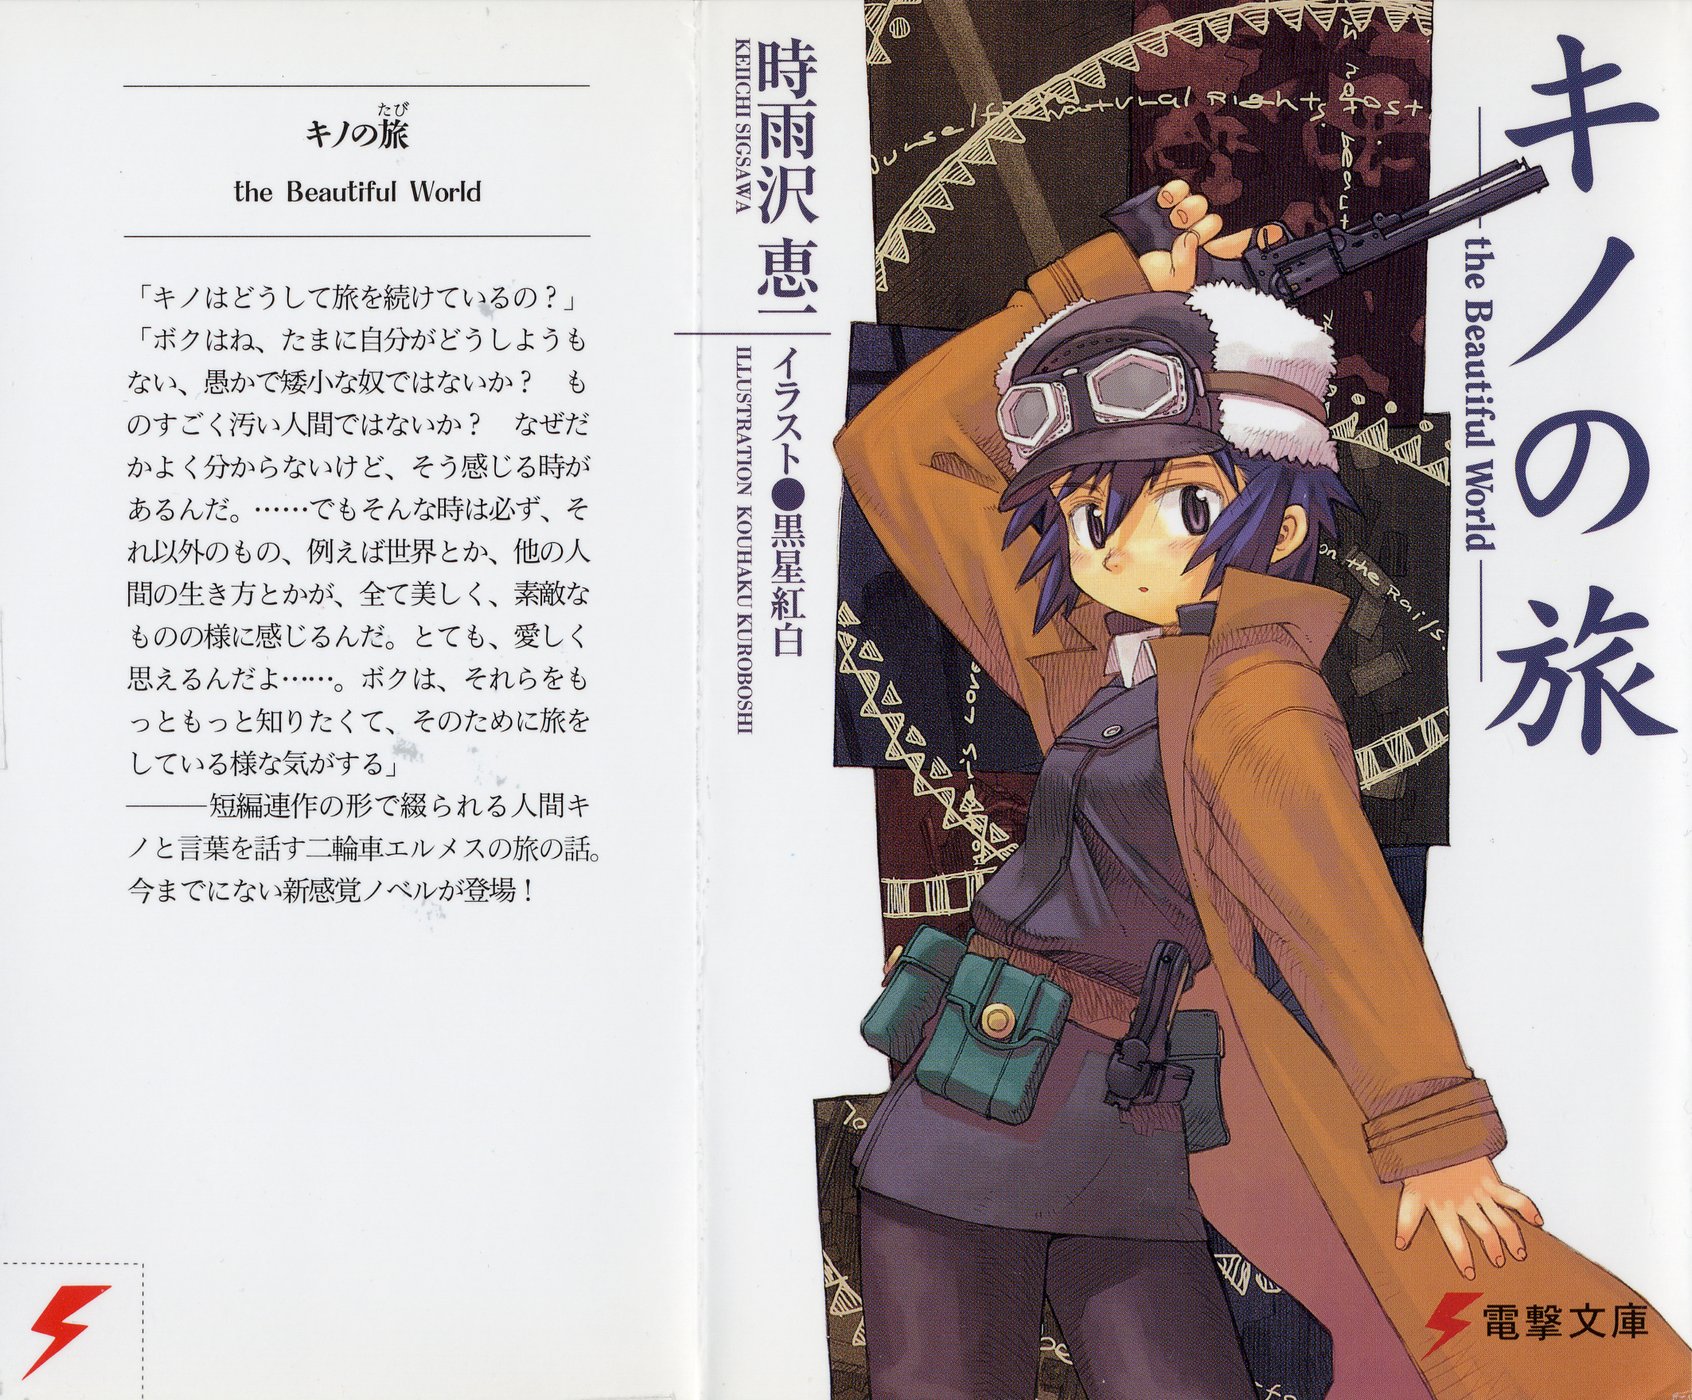 キノの旅
たび
the Beautiful World
「キノはどうして旅を続けているの？」
「ボクはね、たまに自分がどうしようも
ない、愚かで矮小な奴ではないか？　も
のすごく汚い人間ではないか？　なぜだ
かよく分からないけど、そう感じる時が
あるんだ。……でもそんな時は必ず、そ
れ以外のもの、例えば世界とか、他の人
間の生き方とかが、全て美しく、素敵な
ものの様に感じるんだ。とても、愛しく
思えるんだよ……。ボクは、それらをも
っともっと知りたくて、そのために旅を
している様な気がする」
―――短編連作の形で綴られる人間キ
ノと言葉を話す二輪車エルメスの旅の話。
今までにない新感覚ノベルが登場！
時雨沢 恵一
KEIICHI SIGSAWA
イラスト●黒星紅白
ILLUSTRATION KOUHAKU KUROBOSHI
キノの旅
the Beautiful World
natural Rights.
on the Rails.
To
電撃文庫